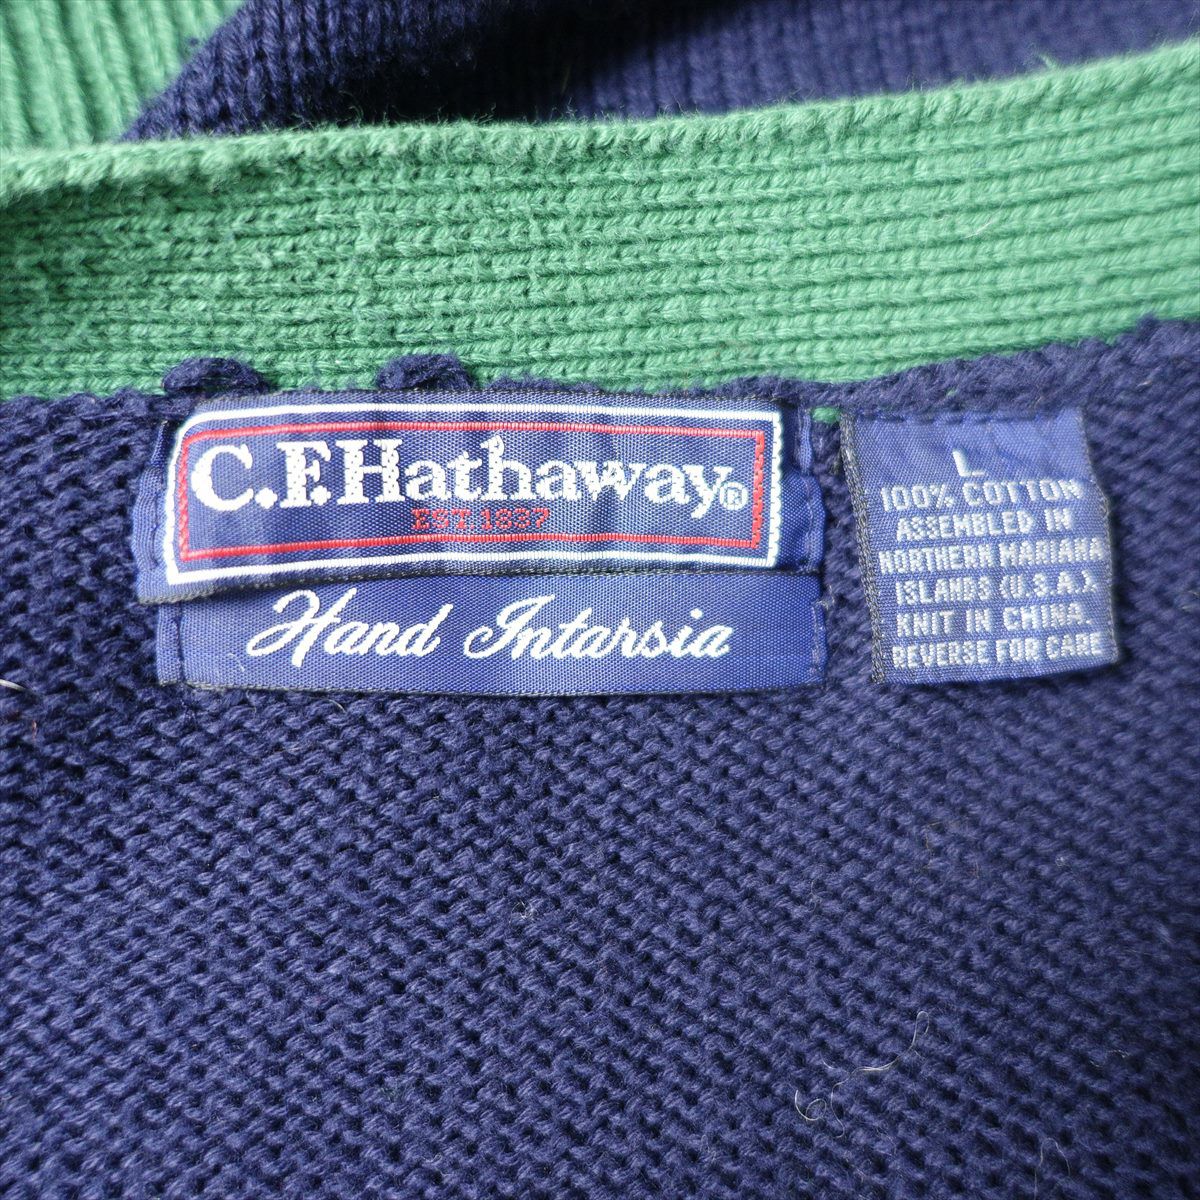 C.F.Hathaway®
EST.1837
Hand Intarsia
L
100% COTTON
ASSEMBLED IN
NORTHERN MARIANA
ISLANDS (U.S.A.).
KNIT IN CHINA.
REVERSE FOR CARE